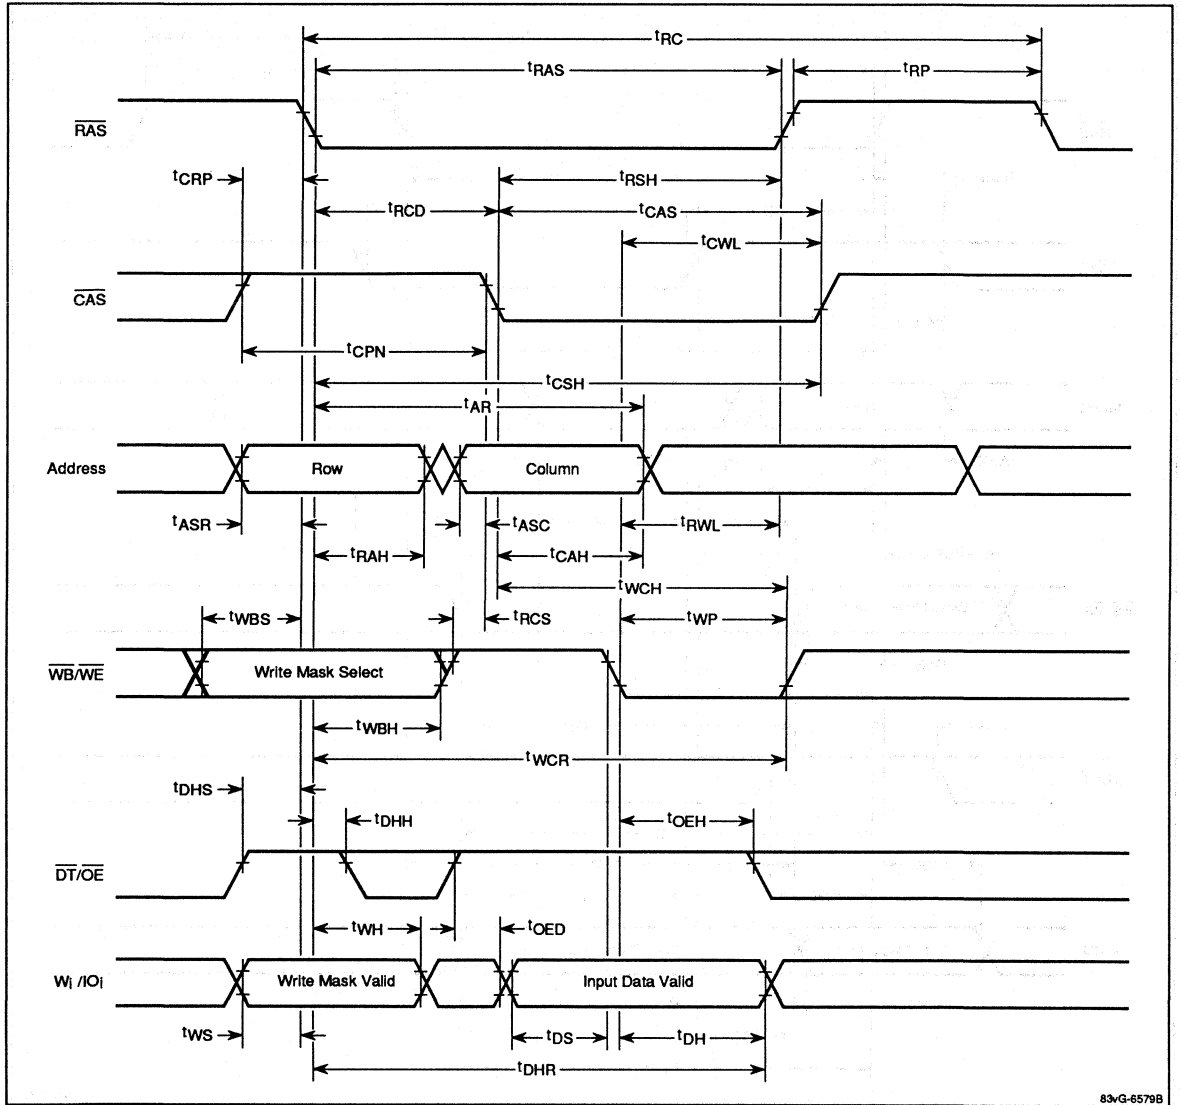 tRC
tRAS
tRP
RAS
tCRP
tRSH
tRCD
tCAS
tCWL
CAS
tCPN
tCSH
tAR
Address
Row
Column
tASR
tASC
tRWL
tRAH
tCAH
tWCH
tWBS
tRCS
tWP
WB/WE
Write Mask Select
tWBH
tWCR
tDHS
tDHH
tOEH
DT/OE
tWH
tOED
Wi /IOi
Write Mask Valid
Input Data Valid
tWS
tDS
tDH
tDHR
83vG-6579B